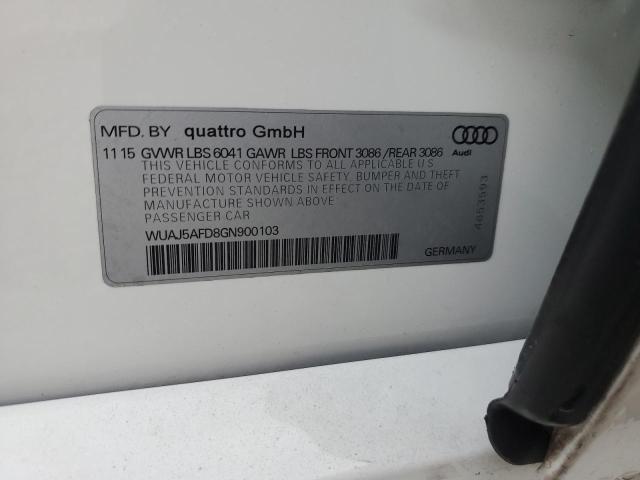 MFD. BY quattro GmbH
11 15 GVWR LBS 6041 GAWR LBS FRONT 3086 /REAR 3086
Audi
THIS VEHICLE CONFORMS TO ALL APPLICABLE U.S.
FEDERAL MOTOR VEHICLE SAFETY, BUMPER AND THEFT
PREVENTION STANDARDS IN EFFECT ON THE DATE OF
MANUFACTURE SHOWN ABOVE
PASSENGER CAR
WUAJ5AFD8GN900103
GERMANY
4653593